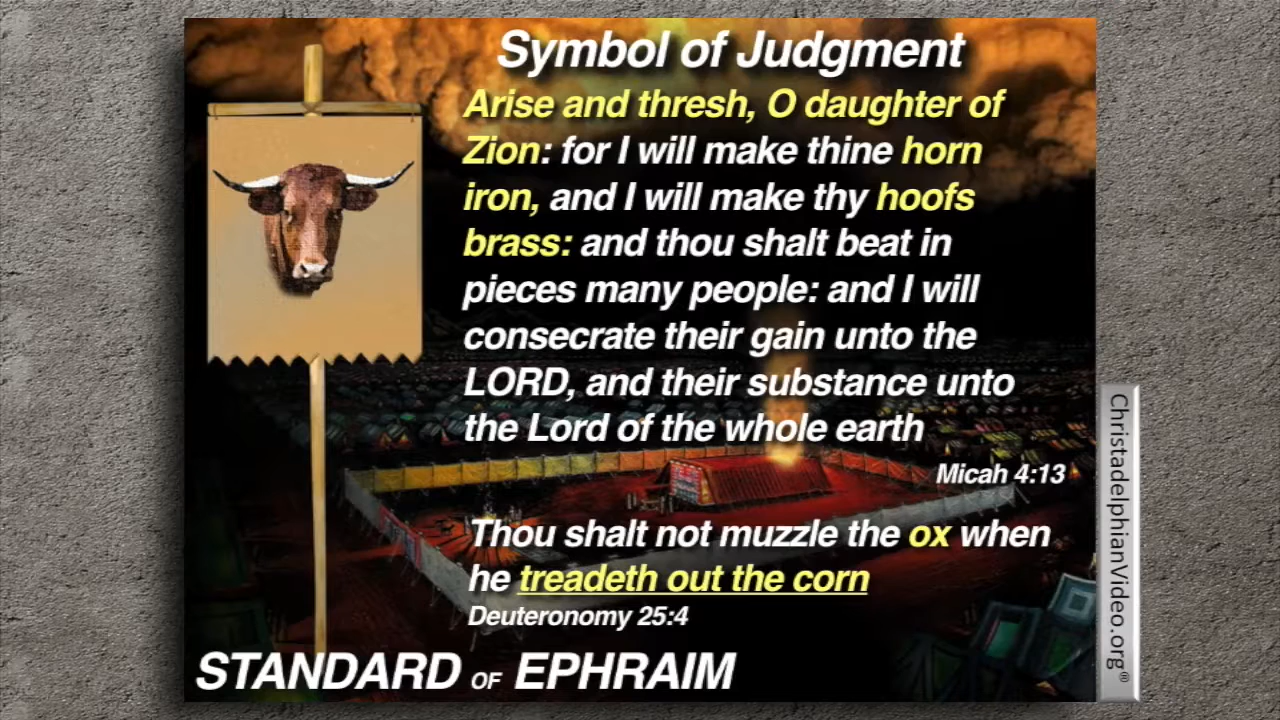 Symbol of Judgment
Arise and thresh, O daughter of
Zion: for I will make thine horn
iron, and I will make thy hoofs
brass: and thou shalt beat in
pieces many people: and I will
consecrate their gain unto the
LORD, and their substance unto
the Lord of the whole earth
Micah 4:13
Thou shalt not muzzle the ox when
he treadeth out the corn
Deuteronomy 25:4
STANDARD OF EPHRAIM
ChristadelphianVideo.org®